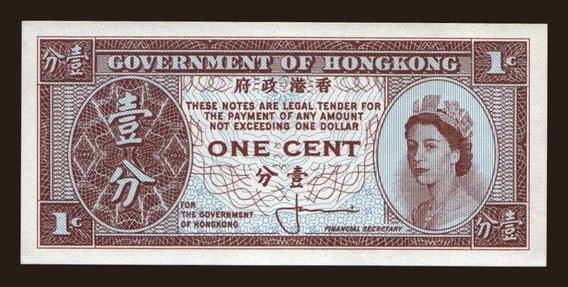 分壹
GOVERNMENT OF HONGKONG
1¢
府政港香
THESE NOTES ARE LEGAL TENDER FOR
THE PAYMENT OF ANY AMOUNT
NOT EXCEEDING ONE DOLLAR
ONE CENT
分壹
壹
分
FOR
THE GOVERNMENT
OF HONGKONG
FINANCIAL SECRETARY
1¢
分壹